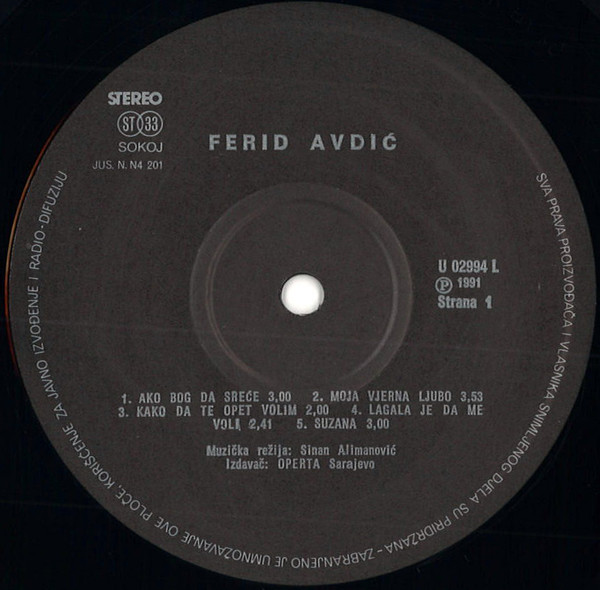 STEREO
ST 33
SOKOJ
JUS. N. N4 201
FERID AVDIĆ
U 02994 L
Ⓟ 1991
Strana 1
1. AKO BOG DA SREĆE 3,00 2. MOJA VJERNA LJUBO 3,53
3. KAKO DA TE OPET VOLIM 2,00 4. LAGALA JE DA ME
VOLI 2,41 5. SUZANA 3,00
Muzička režija: Sinan Alimanović
Izdavač: OPERTA Sarajevo
SVA PRAVA PROIZVOĐAČA I VLASNIKA SNIMLJENOG DJELA SU PRIDRZANA - ZABRANJENO JE UMNOZAVANJE OVE PLOČE, KORIŠĆENJE ZA JAVNO IZVOĐENJE I RADIO-DIFUZIJU